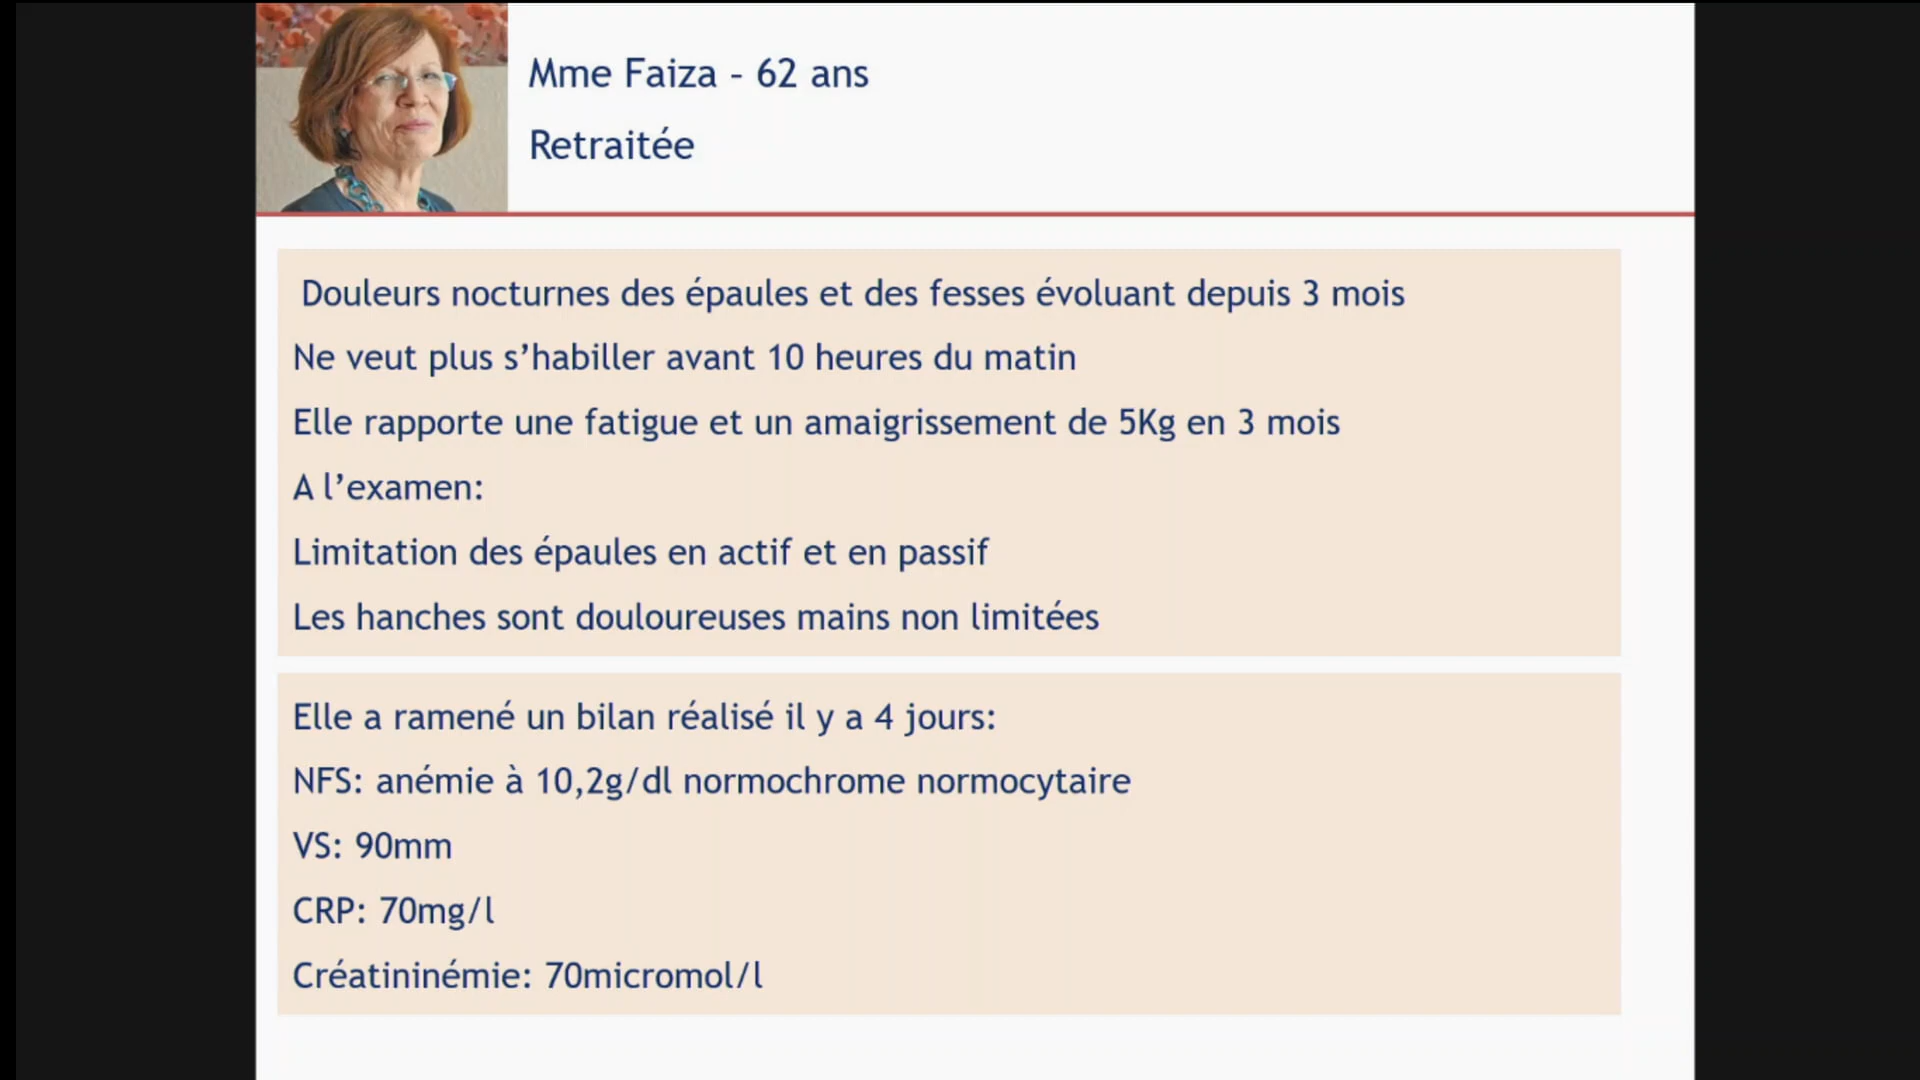 Mme Faiza - 62 ans
Retraitée
Douleurs nocturnes des épaules et des fesses évoluant depuis 3 mois
Ne veut plus s’habiller avant 10 heures du matin
Elle rapporte une fatigue et un amaigrissement de 5Kg en 3 mois
A l’examen:
Limitation des épaules en actif et en passif
Les hanches sont douloureuses mains non limitées
Elle a ramené un bilan réalisé il y a 4 jours:
NFS: anémie à 10,2g/dl normochrome normocytaire
VS: 90mm
CRP: 70mg/l
Créatininémie: 70micromol/l